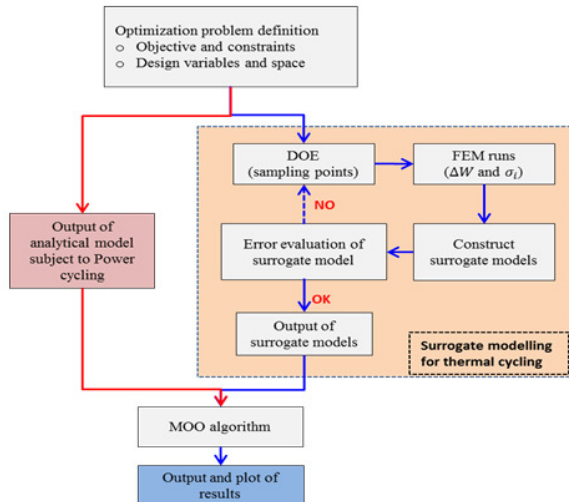 Optimization problem definition
o Objective and constraints
o Design variables and space
DOE
(sampling points)
FEM runs
(ΔW and σᵢ)
NO
Output of
analytical model
subject to Power
cycling
Error evaluation of
surrogate model
Construct
surrogate models
OK
Output of
surrogate models
Surrogate modelling
for thermal cycling
MOO algorithm
Output and plot of
results